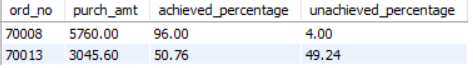 ord_no purch_amt achieved_percentage unachieved_percentage
70008 5760.00 96.00 4.00
70013 3045.60 50.76 49.24